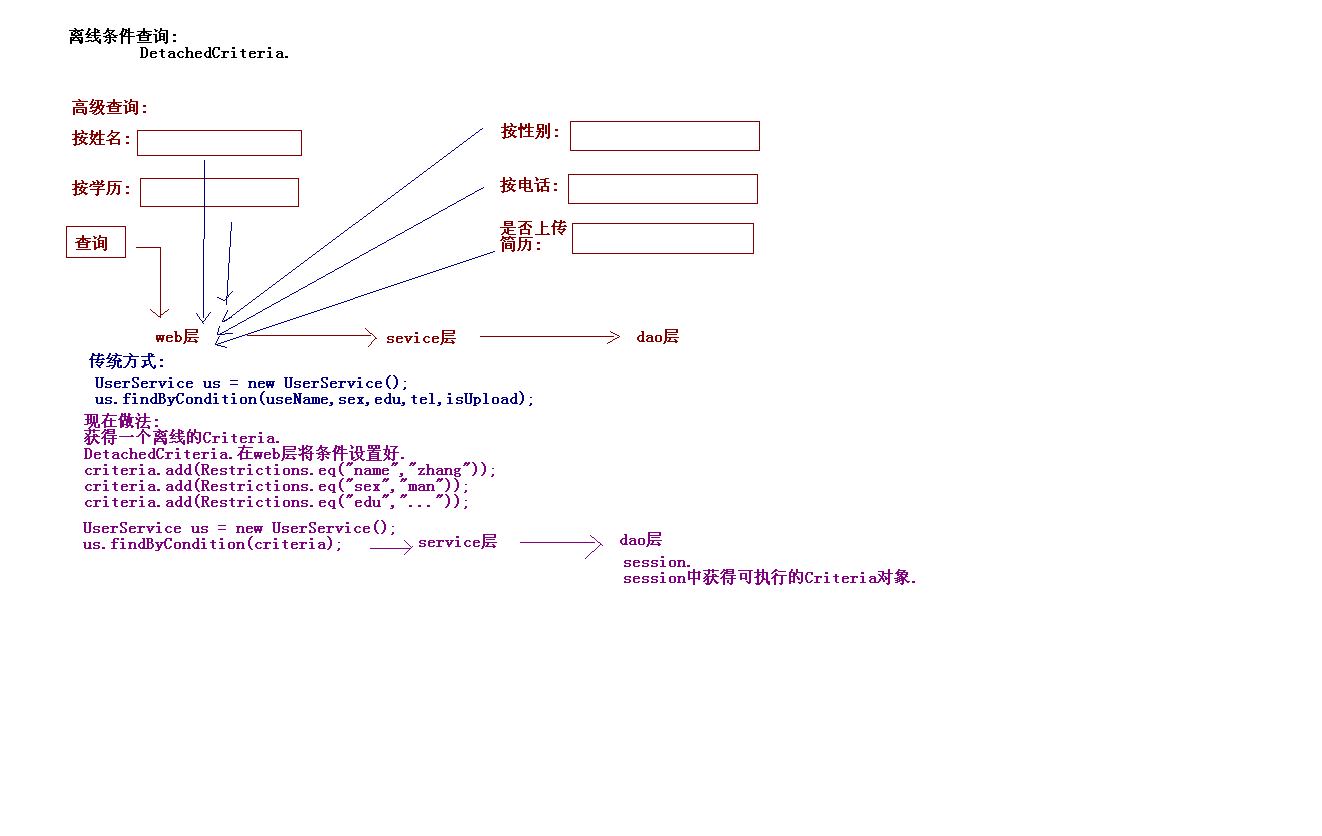 离线条件查询:
DetachedCriteria.
高级查询:
按姓名:
按性别:
按学历:
按电话:
是否上传
简历:
查询
web层
sevice层
dao层
传统方式:
UserService us = new UserService();
us.findByCondition(useName,sex,edu,tel,isUpload);
现在做法:
获得一个离线的Criteria.
DetachedCriteria.在web层将条件设置好.
criteria.add(Restrictions.eq("name","zhang"));
criteria.add(Restrictions.eq("sex","man"));
criteria.add(Restrictions.eq("edu","..."));
UserService us = new UserService();
us.findByCondition(criteria);
service层
dao层
session.
session中获得可执行的Criteria对象.